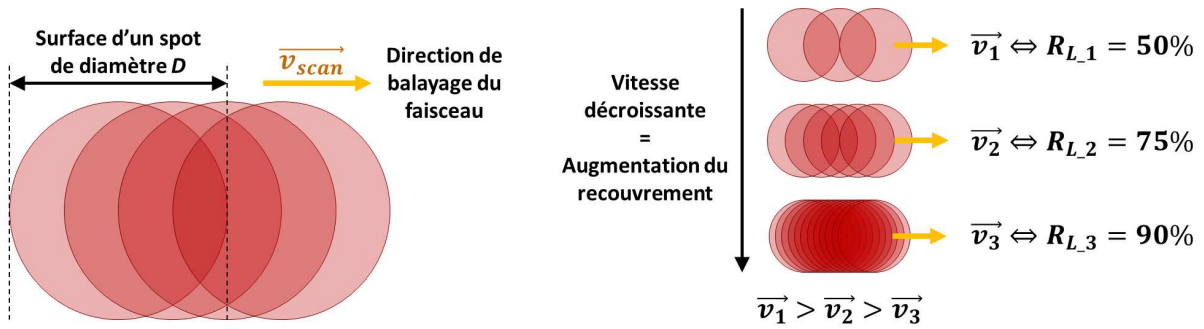 Surface d'un spot
de diamètre D
v_scan
Direction de
balayage du
faisceau
Vitesse
décroissante
=
Augmentation du
recouvrement
v₁ ⇔ R_L_1 = 50%
v₂ ⇔ R_L_2 = 75%
v₃ ⇔ R_L_3 = 90%
v₁ > v₂ > v₃